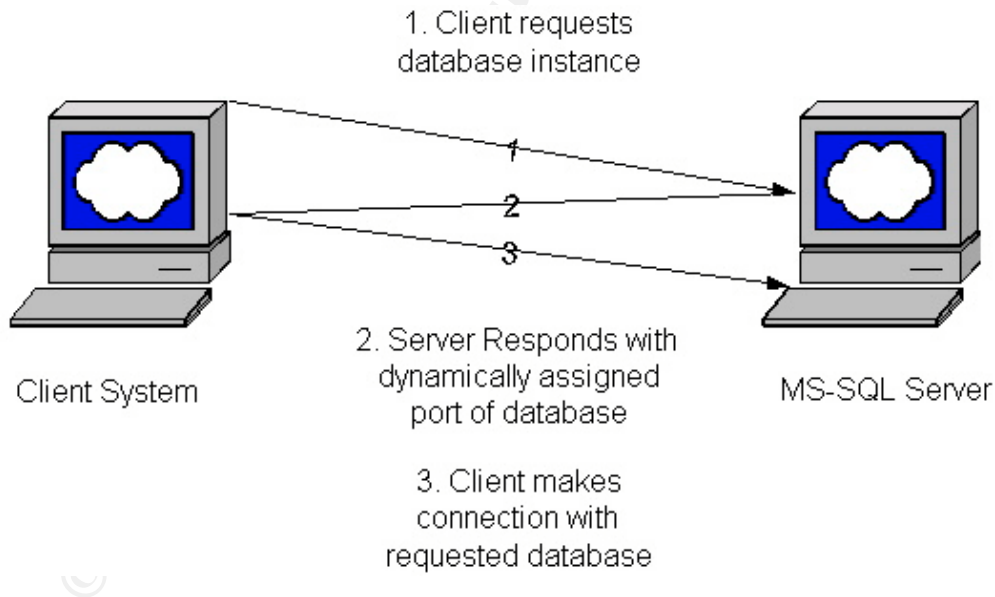 1. Client requests
database instance
1
2
3
2. Server Responds with
dynamically assigned
port of database
Client System
MS-SQL Server
3. Client makes
connection with
requested database
©